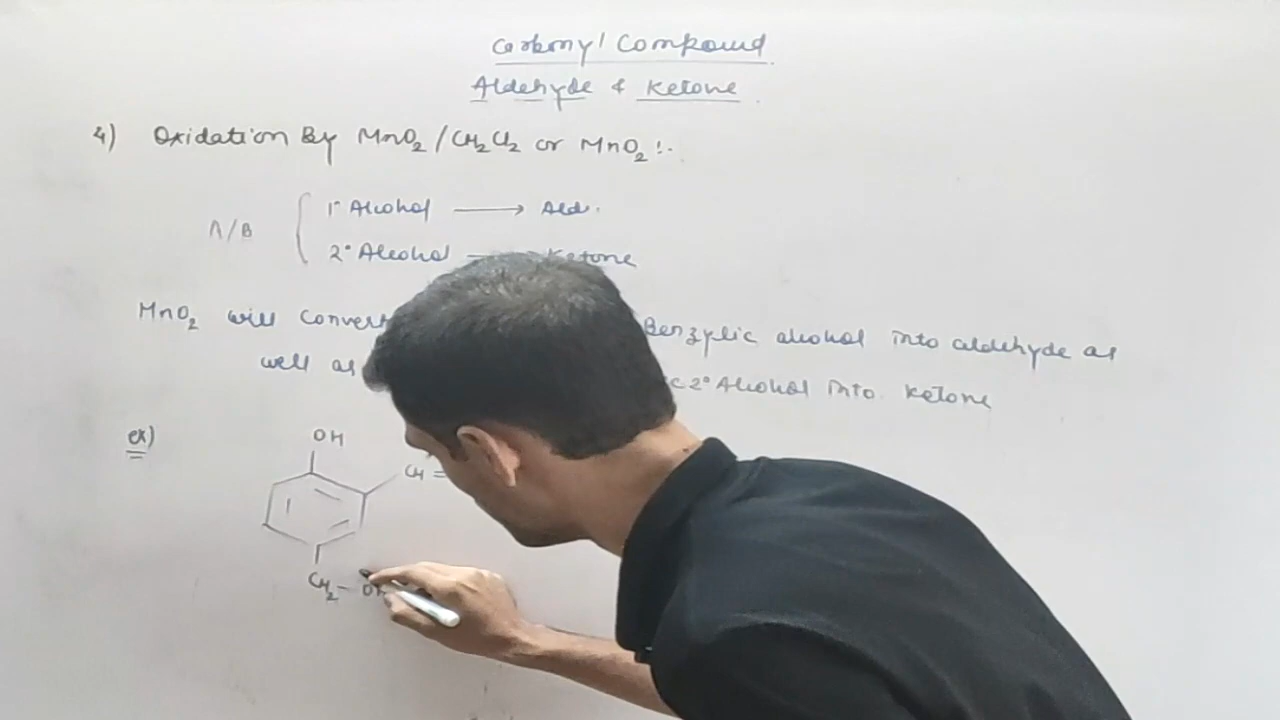 Carbonyl Compound
Aldehyde & Ketone
4) Oxidation By MnO2/CH2Cl2 or MnO2:-
A/B
1° Alcohol → Ald.
2° Alcohol → Ketone
MnO2 will convert Benzylic alcohol into aldehyde as
well as 2° Alcohol into Ketone
ex)
OH
CH =
CH2 - OH